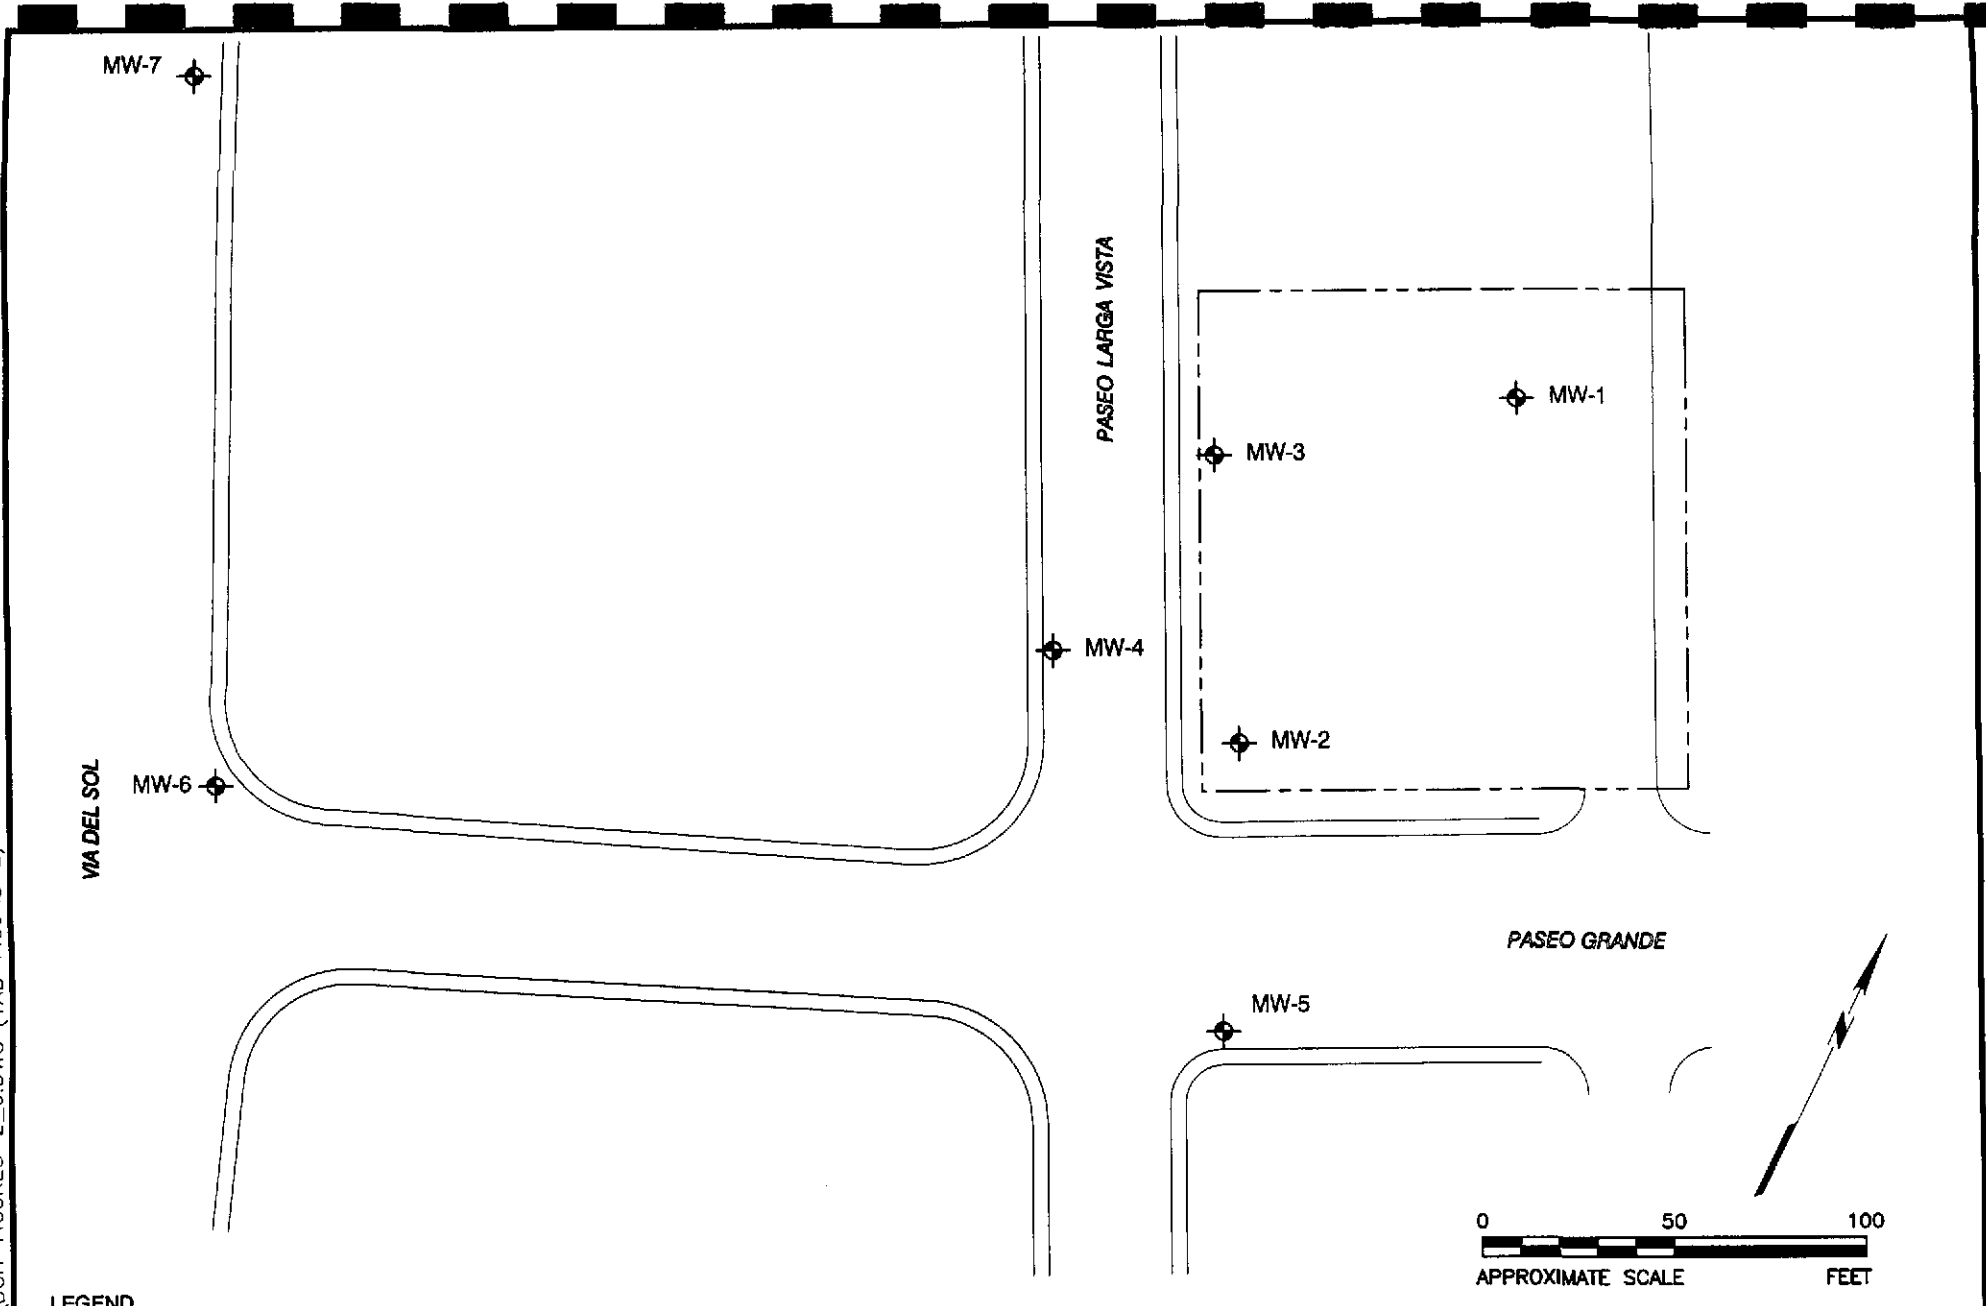 MW-7
PASEO LARGA VISTA
MW-1
MW-3
MW-4
MW-2
VIA DEL SOL
MW-6
PASEO GRANDE
MW-5
0 50 100
APPROXIMATE SCALE FEET
LEGEND